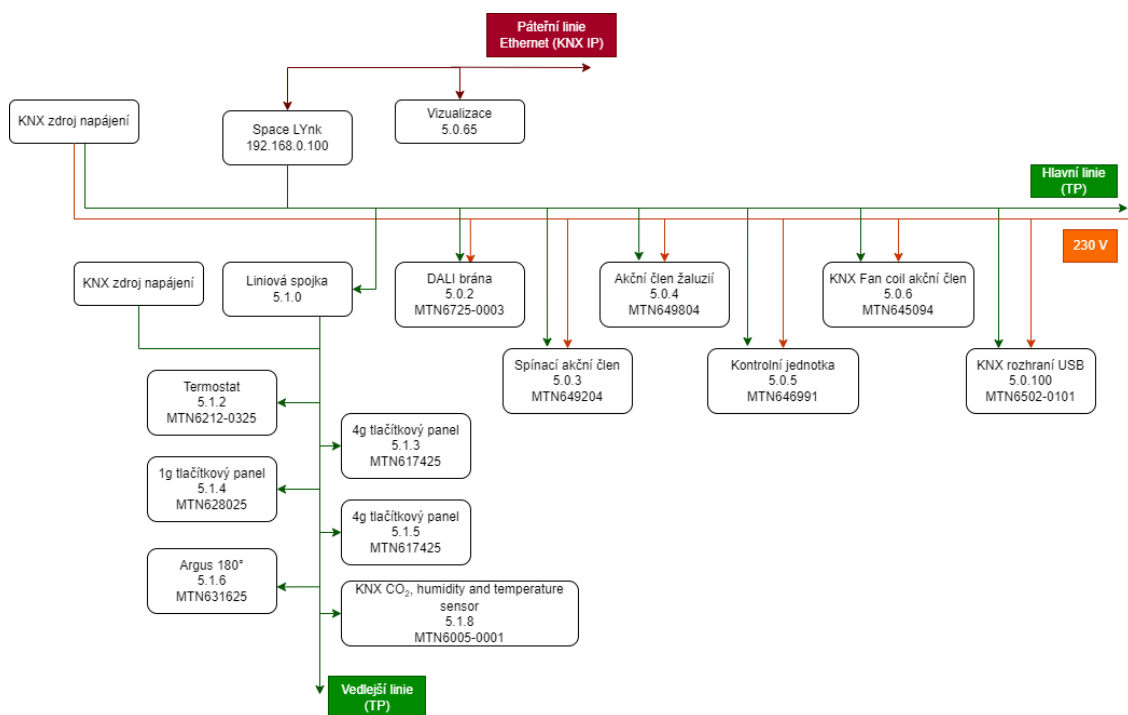 Páteřní linie
Ethernet (KNX IP)
KNX zdroj napájení
Space LYnk
192.168.0.100
Vizualizace
5.0.65
Hlavní linie
(TP)
230 V
KNX zdroj napájení
Liniová spojka
5.1.0
DALI brána
5.0.2
MTN6725-0003
Akční člen žaluzií
5.0.4
MTN649804
KNX Fan coil akční člen
5.0.6
MTN645094
Spínací akční člen
5.0.3
MTN649204
Kontrolní jednotka
5.0.5
MTN646991
KNX rozhraní USB
5.0.100
MTN6502-0101
Termostat
5.1.2
MTN6212-0325
4g tlačítkový panel
5.1.3
MTN617425
1g tlačítkový panel
5.1.4
MTN628025
4g tlačítkový panel
5.1.5
MTN617425
Argus 180°
5.1.6
MTN631625
KNX CO₂, humidity and temperature
sensor
5.1.8
MTN6005-0001
Vedlejší linie
(TP)